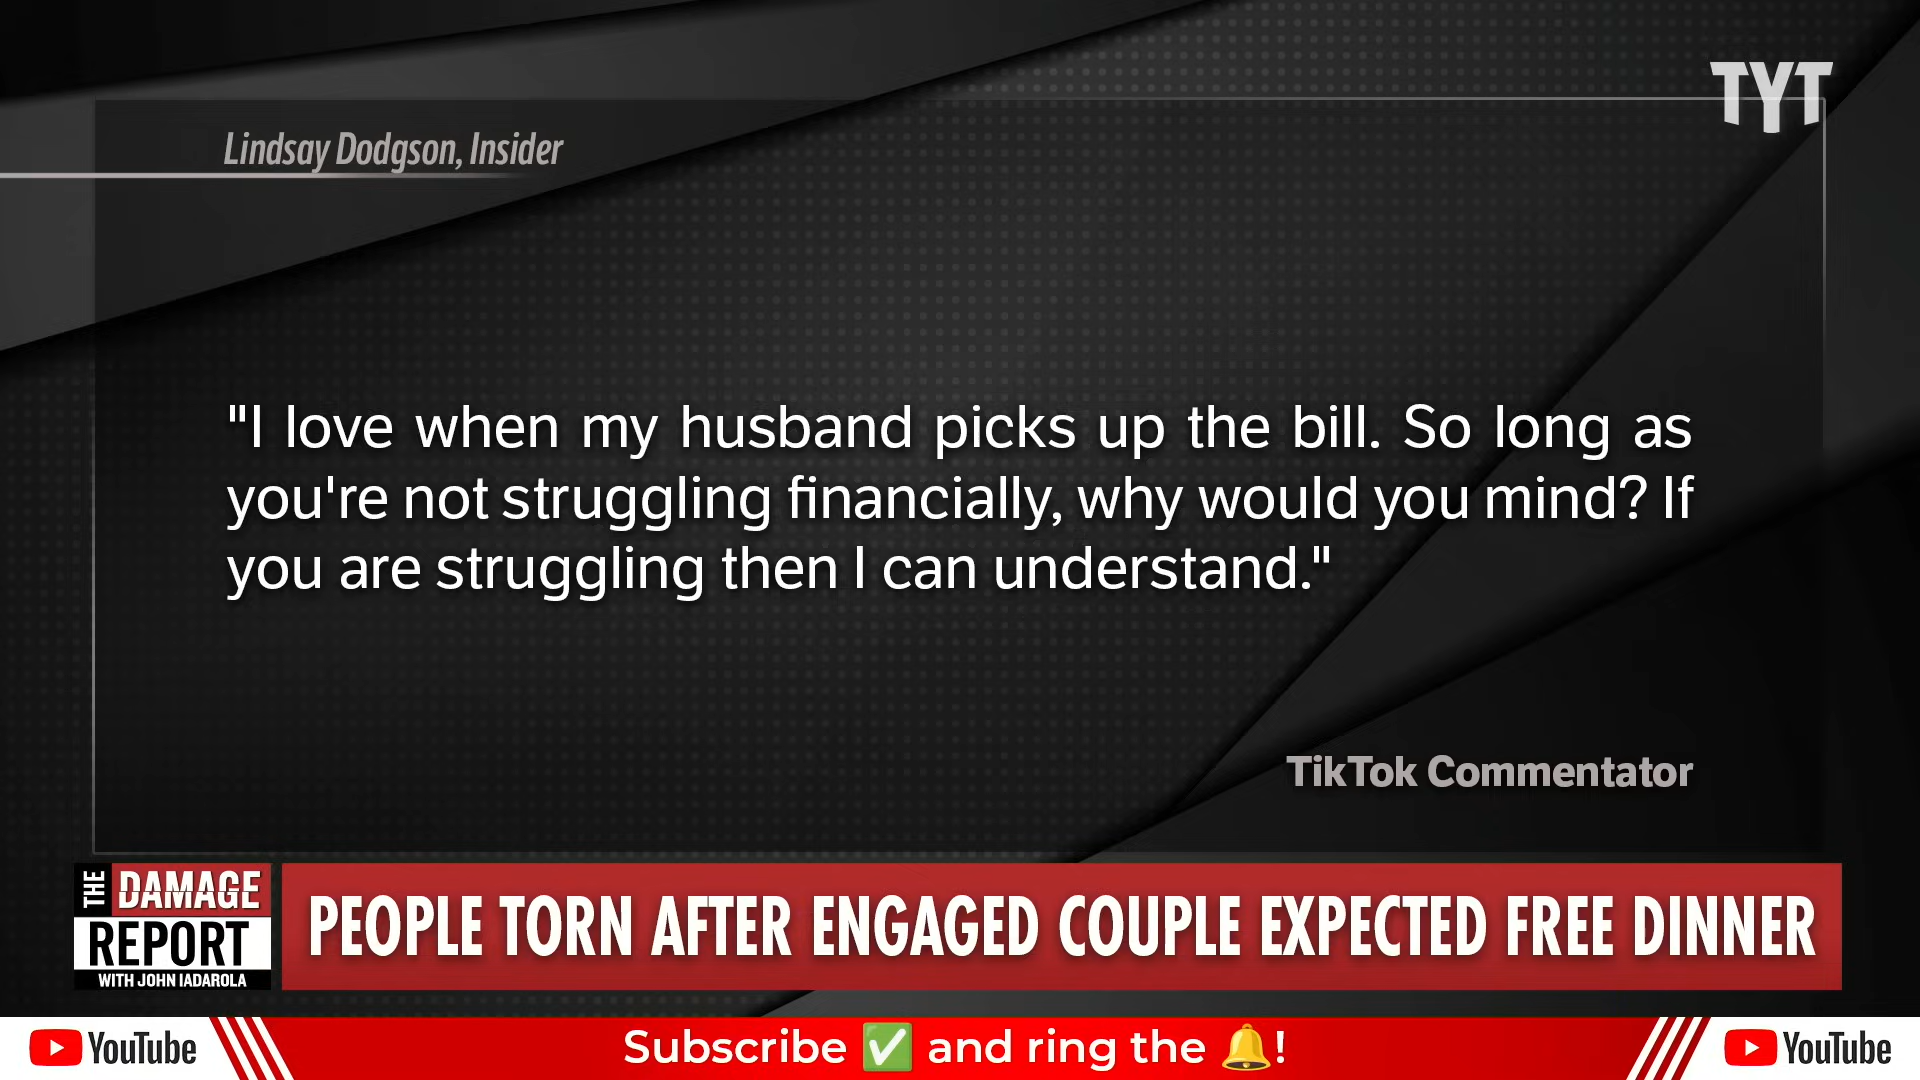 TYT
Lindsay Dodgson, Insider
"I love when my husband picks up the bill. So long as
you're not struggling financially, why would you mind? If
you are struggling then I can understand."
TikTok Commentator
THE DAMAGE
REPORT
WITH JOHN IADAROLA
PEOPLE TORN AFTER ENGAGED COUPLE EXPECTED FREE DINNER
YouTube
Subscribe ✅ and ring the 🔔!
YouTube